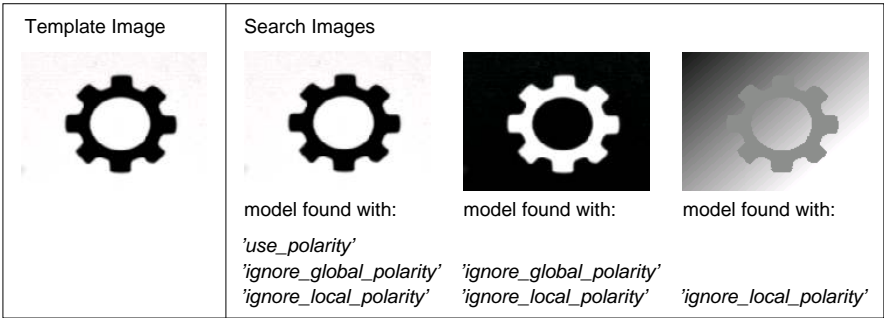 Template Image
Search Images
model found with:
model found with:
model found with:
’use_polarity’
’ignore_global_polarity’ ’ignore_global_polarity’
’ignore_local_polarity’ ’ignore_local_polarity’ ’ignore_local_polarity’